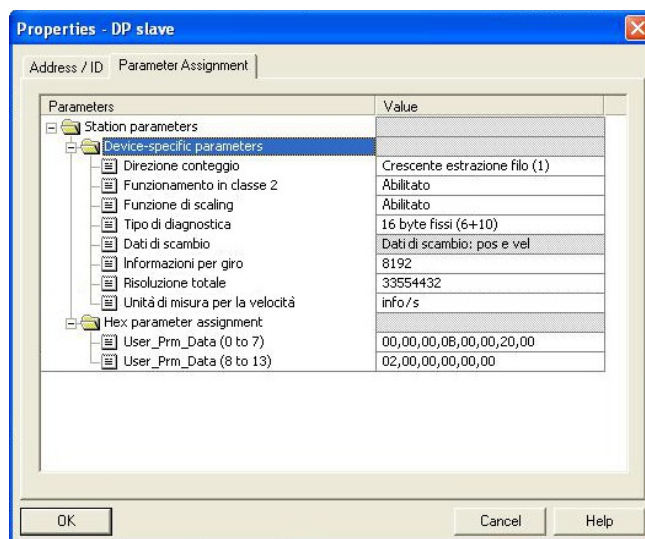 Properties - DP slave
Address / ID Parameter Assignment
Parameters Value
Station parameters
Device-specific parameters
Direzione conteggio Crescente estrazione filo (1)
Funzionamento in classe 2 Abilitato
Funzione di scaling Abilitato
Tipo di diagnostica 16 byte fissi (6+10)
Dati di scambio Dati di scambio: pos e vel
Informazioni per giro 8192
Risoluzione totale 33554432
Unità di misura per la velocità info/s
Hex parameter assignment
User_Prm_Data (0 to 7) 00,00,00,0B,00,00,20,00
User_Prm_Data (8 to 13) 02,00,00,00,00,00
OK Cancel Help